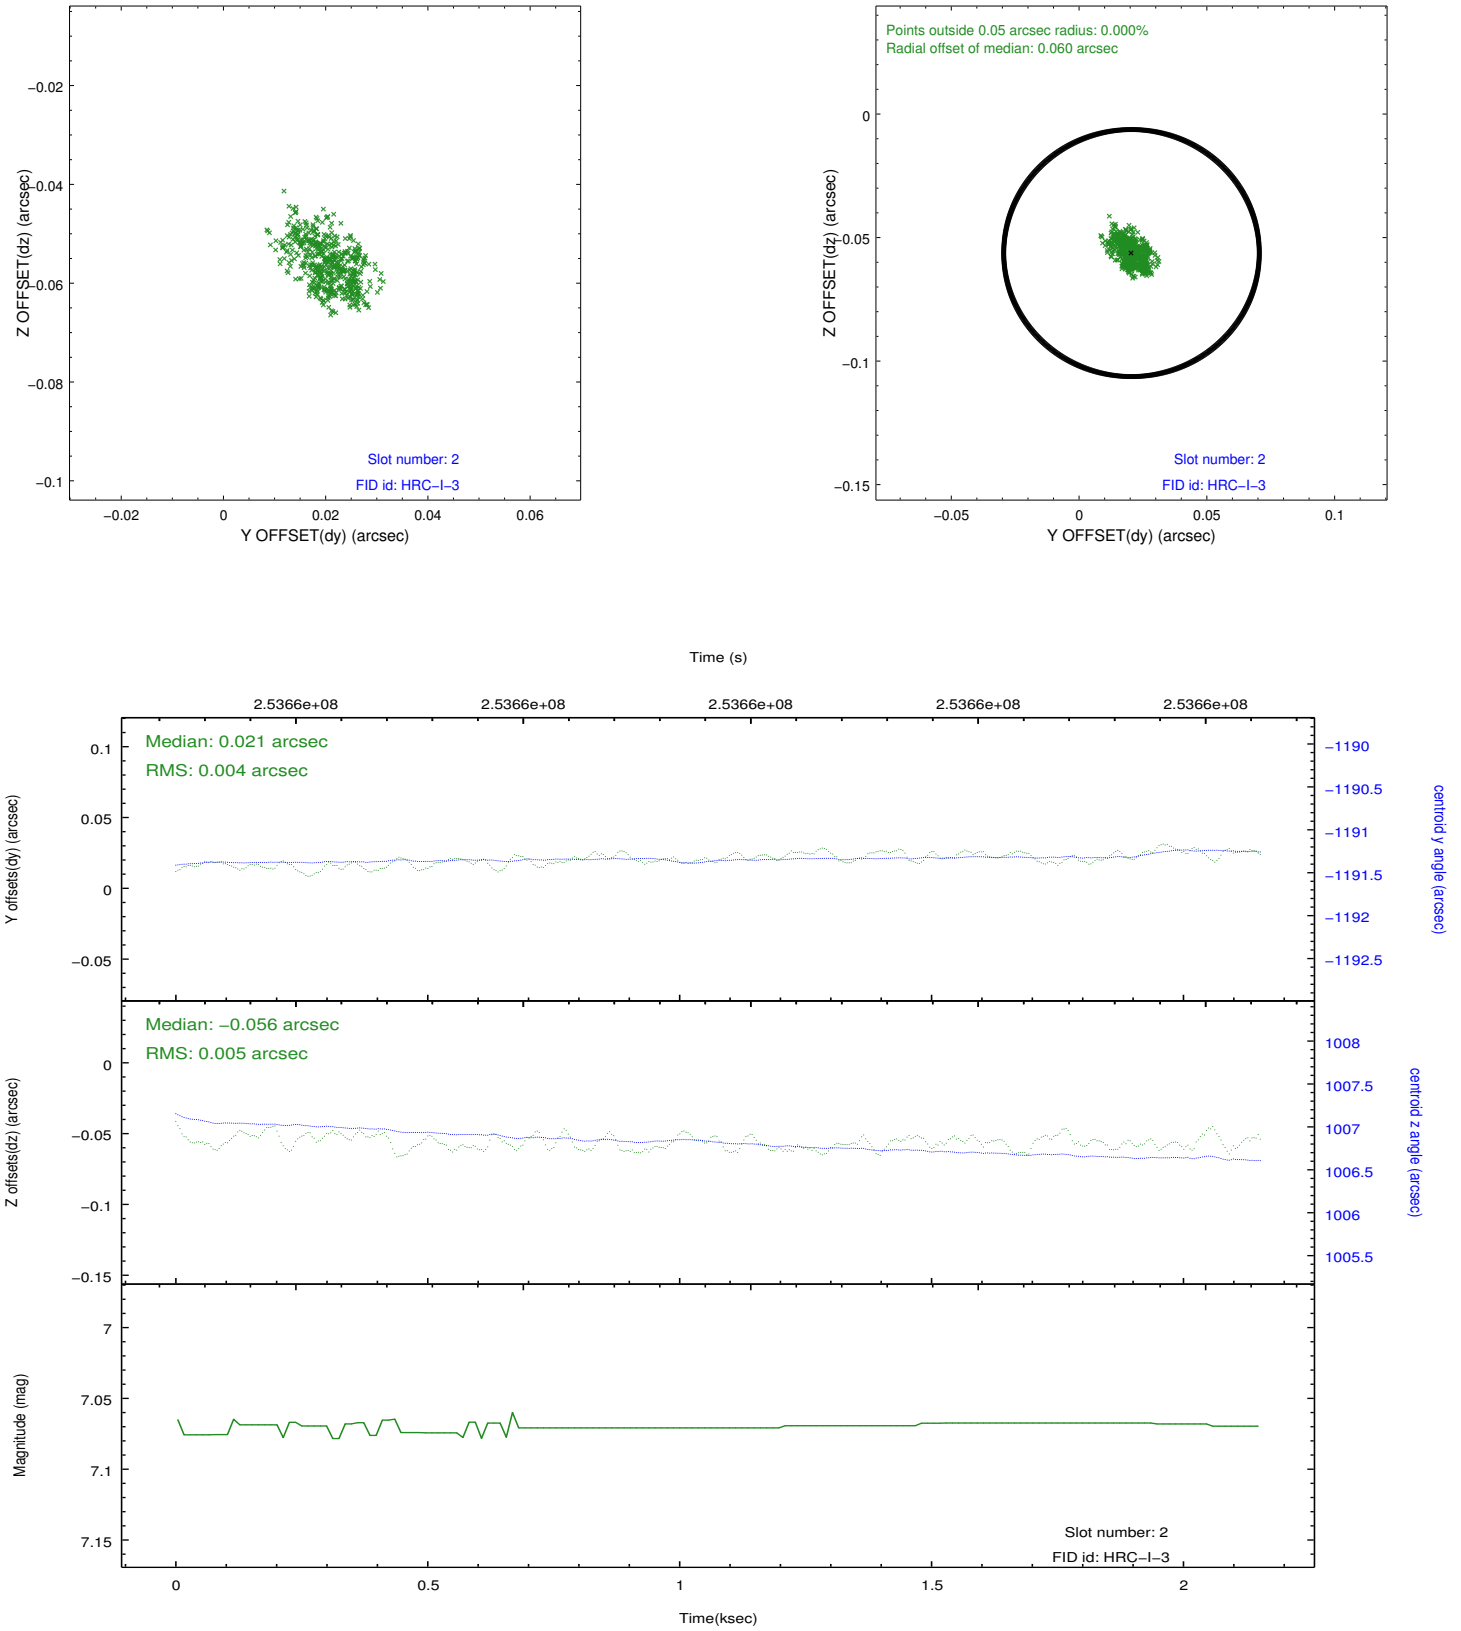 −0.02
−0.04
−0.06
−0.08
−0.1
Z OFFSET(dz) (arcsec)
Slot number: 2
FID id: HRC−I−3
−0.02 0 0.02 0.04 0.06
Y OFFSET(dy) (arcsec)
Points outside 0.05 arcsec radius: 0.000%
Radial offset of median: 0.060 arcsec
0
−0.05
−0.1
−0.15
Z OFFSET(dz) (arcsec)
Slot number: 2
FID id: HRC−I−3
−0.05 0 0.05 0.1
Y OFFSET(dy) (arcsec)
Time (s)
2.5366e+08 2.5366e+08 2.5366e+08 2.5366e+08 2.5366e+08
Median: 0.021 arcsec
RMS: 0.004 arcsec
0.1
0.05
0
−0.05
Y offsets(dy) (arcsec)
−1190
−1190.5
−1191
−1191.5
−1192
−1192.5
centroid y angle (arcsec)
Median: −0.056 arcsec
RMS: 0.005 arcsec
0
−0.05
−0.1
−0.15
Z offsets(dz) (arcsec)
1008
1007.5
1007
1006.5
1006
1005.5
centroid z angle (arcsec)
7
7.05
7.1
7.15
Magnitude (mag)
Slot number: 2
FID id: HRC−I−3
0 0.5 1 1.5 2
Time(ksec)